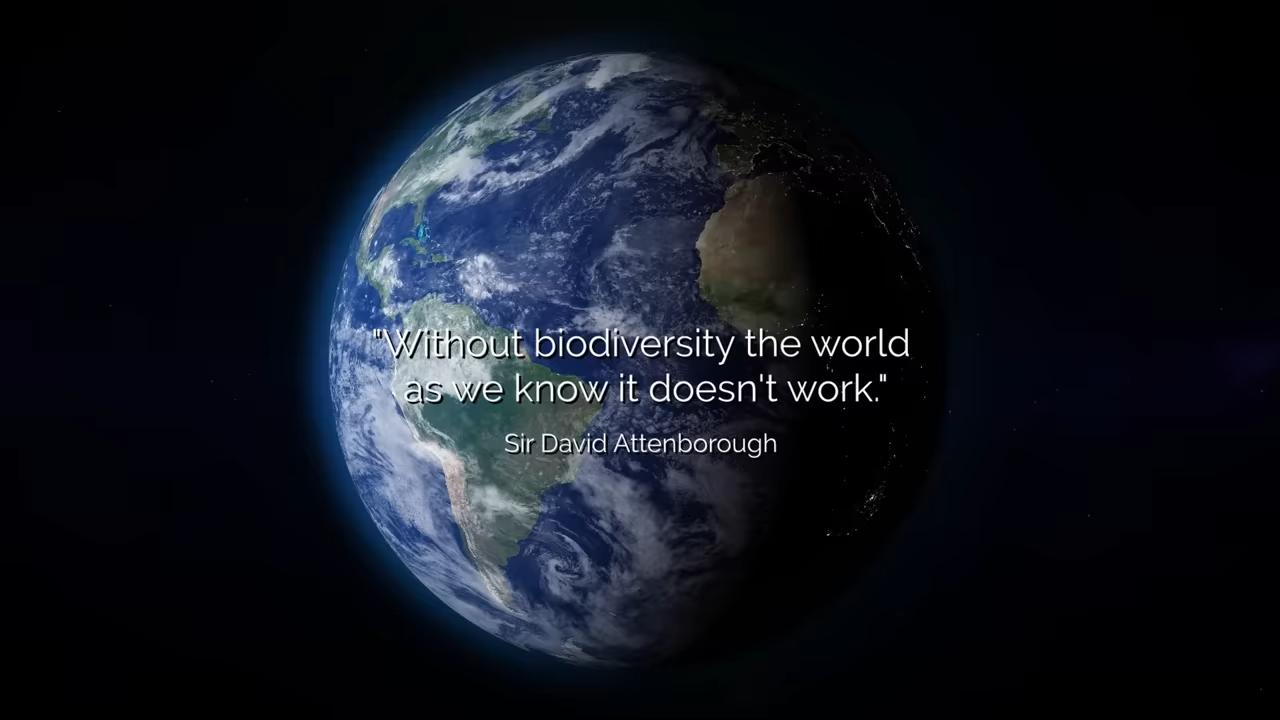 "Without biodiversity the world
as we know it doesn't work."
Sir David Attenborough